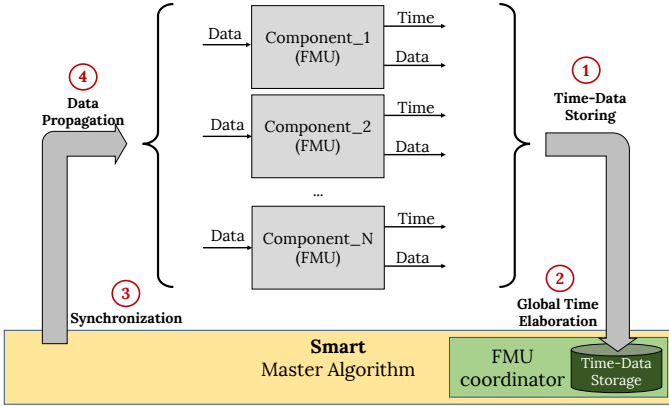 Data
Component_1
(FMU)
Time
Data
Data
Component_2
(FMU)
Time
Data
...
Data
Component_N
(FMU)
Time
Data
1
Time-Data
Storing
2
Global Time
Elaboration
3
Synchronization
4
Data
Propagation
Smart
Master Algorithm
FMU
coordinator
Time-Data
Storage